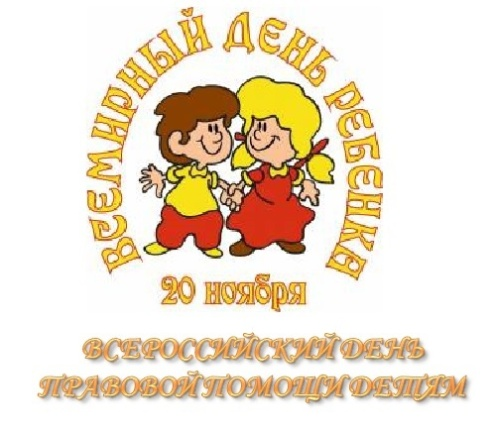 ВСЕМИРНЫЙ ДЕНЬ РЕБЕНКА
20 ноября
ВСЕРОССИЙСКИЙ ДЕНЬ
ПРАВОВОЙ ПОМОЩИ ДЕТЯМ